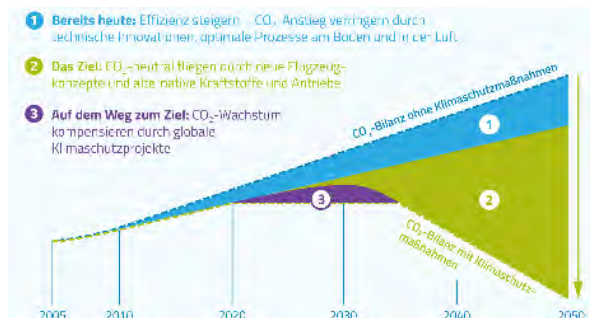 1 Bereits heute: Effizienz steigern – CO₂-Anstieg verringern durch
technische Innovationen, optimale Prozesse am Boden und in der Luft
2 Das Ziel: CO₂-neutral fliegen durch neue Flugzeug-
konzepte und alternative Kraftstoffe und Antriebe
3 Auf dem Weg zum Ziel: CO₂-Wachstum
kompensieren durch globale
Klimaschutzprojekte
CO₂-Bilanz ohne Klimaschutzmaßnahmen
1
2
3
CO₂-Bilanz mit Klimaschutz-
maßnahmen
2005 2010 2020 2030 2040 2050